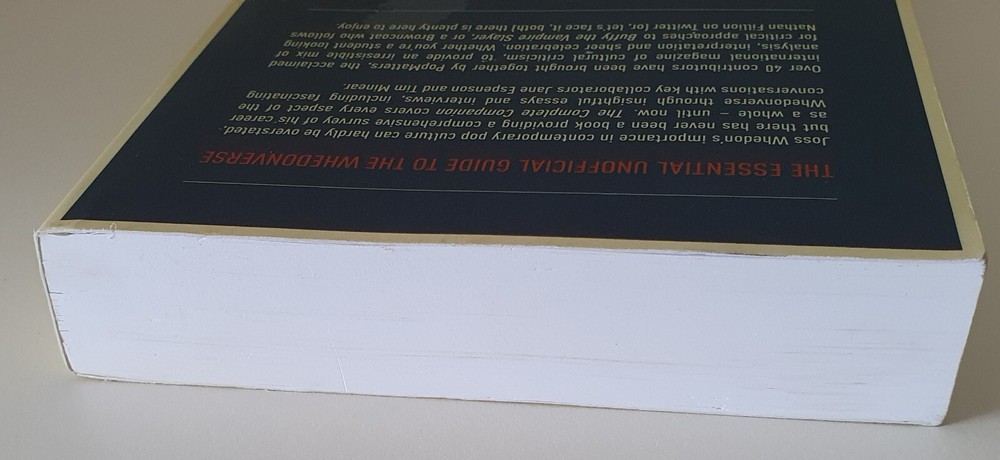 THE ESSENTIAL UNOFFICIAL GUIDE TO THE WHEDONVERSE
Joss Whedon's importance in contemporary pop culture can hardly be overstated,
but there has never been a book providing a comprehensive survey of his career
as a whole – until now. The Complete Companion covers every aspect of the
Whedonverse through insightful essays and interviews, including fascinating
conversations with key collaborators Jane Espenson and Tim Minear.
Over 40 contributors have been brought together by PopMatters, the acclaimed
international magazine of cultural criticism, to provide an irresistible mix of
analysis, interpretation and sheer celebration. Whether you're a student looking
for critical approaches to Buffy the Vampire Slayer, or a Browncoat who follows
Nathan Fillion on Twitter (or, let's face it, both) there is plenty here to enjoy.